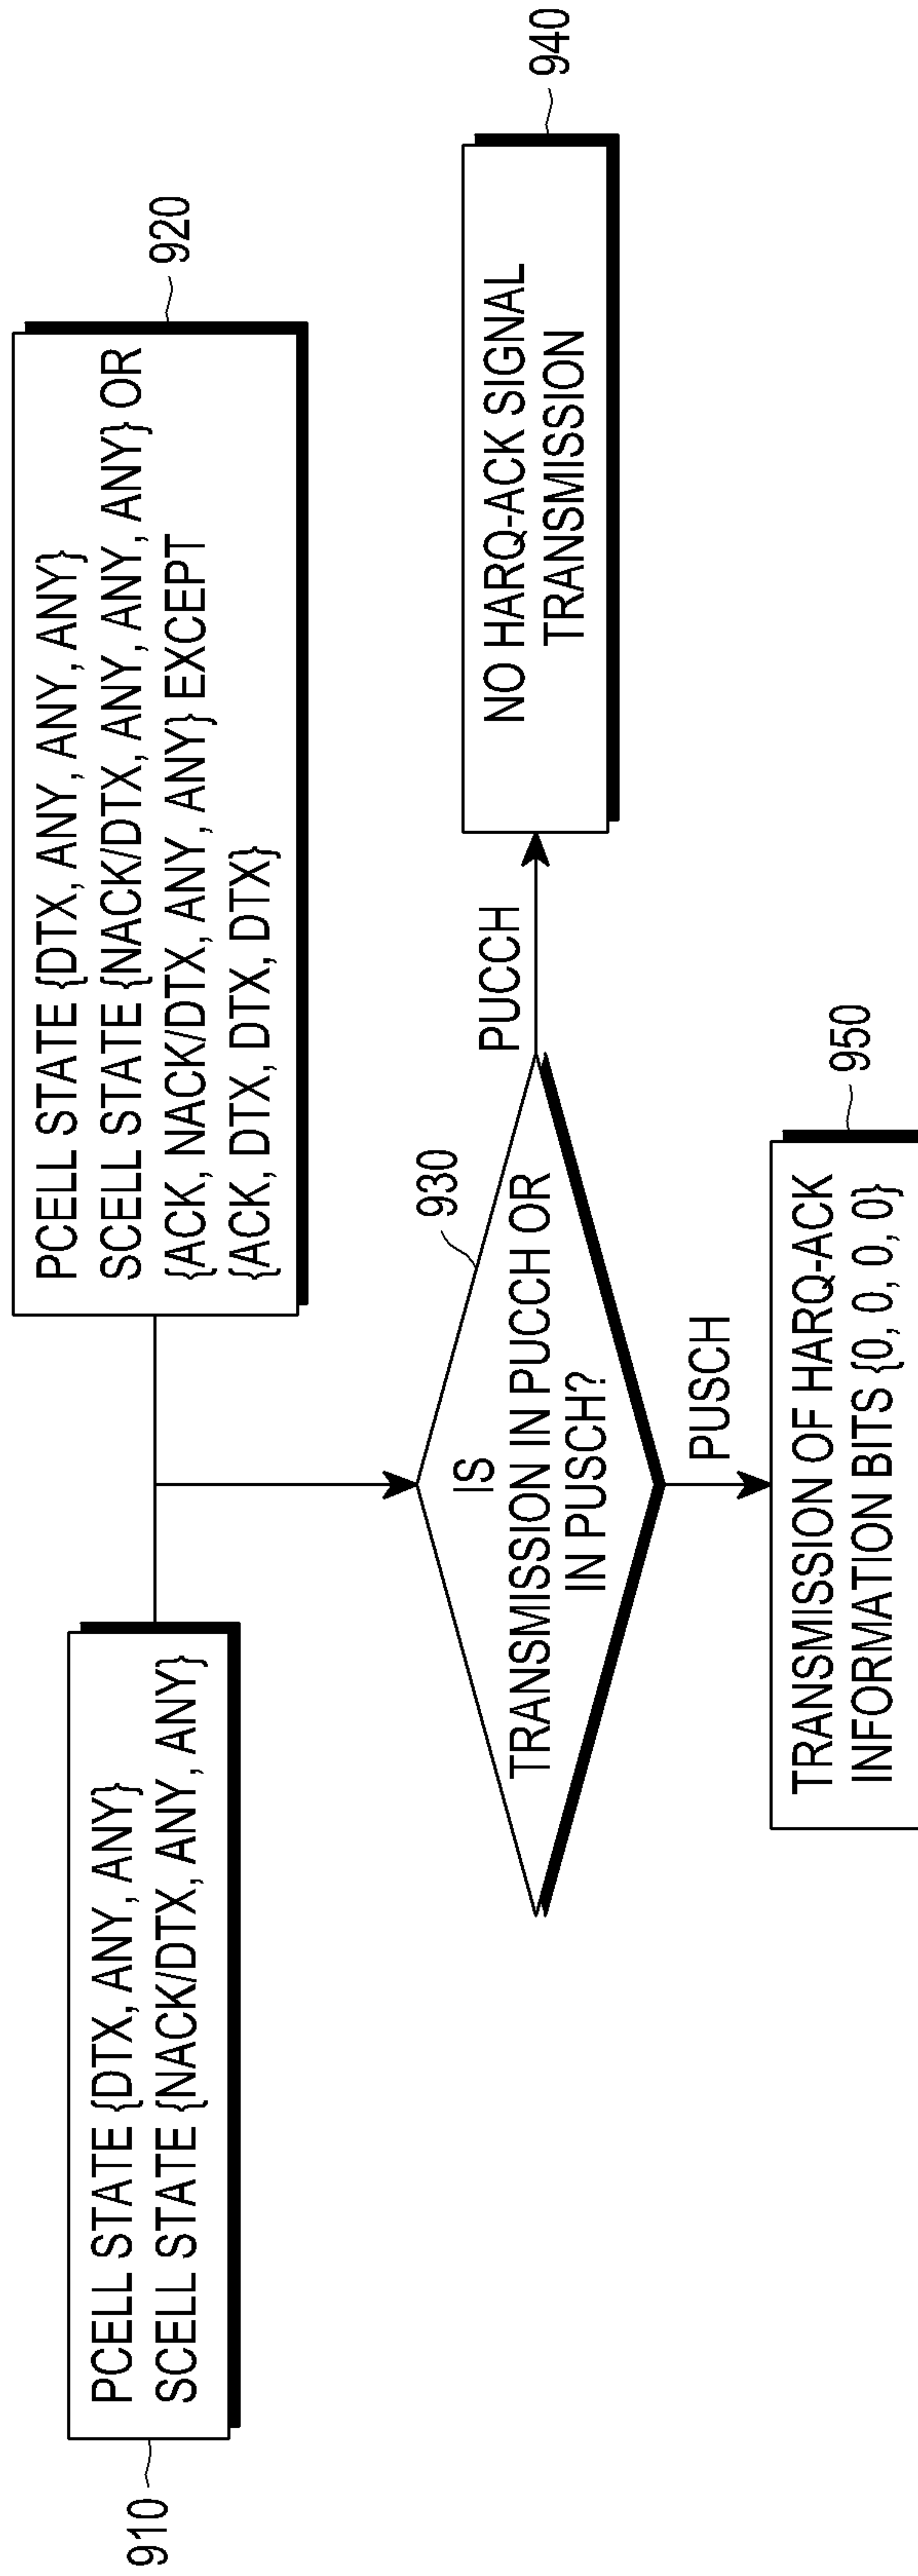 910
PCELL STATE {DTX, ANY, ANY}
SCELL STATE {NACK/DTX, ANY, ANY}
920
PCELL STATE {DTX, ANY, ANY, ANY}
SCELL STATE {NACK/DTX, ANY, ANY, ANY} OR
{ACK, NACK/DTX, ANY, ANY} EXCEPT
{ACK, DTX, DTX, DTX}
930
IS
TRANSMISSION IN PUCCH OR
IN PUSCH?
PUCCH
940
NO HARQ-ACK SIGNAL
TRANSMISSION
PUSCH
950
TRANSMISSION OF HARQ-ACK
INFORMATION BITS {0, 0, 0, 0}